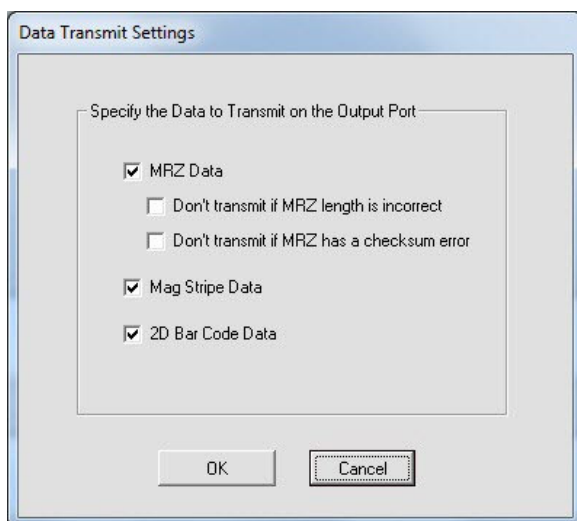 Data Transmit Settings
Specify the Data to Transmit on the Output Port
MRZ Data
Don't transmit if MRZ length is incorrect
Don't transmit if MRZ has a checksum error
Mag Stripe Data
2D Bar Code Data
OK Cancel